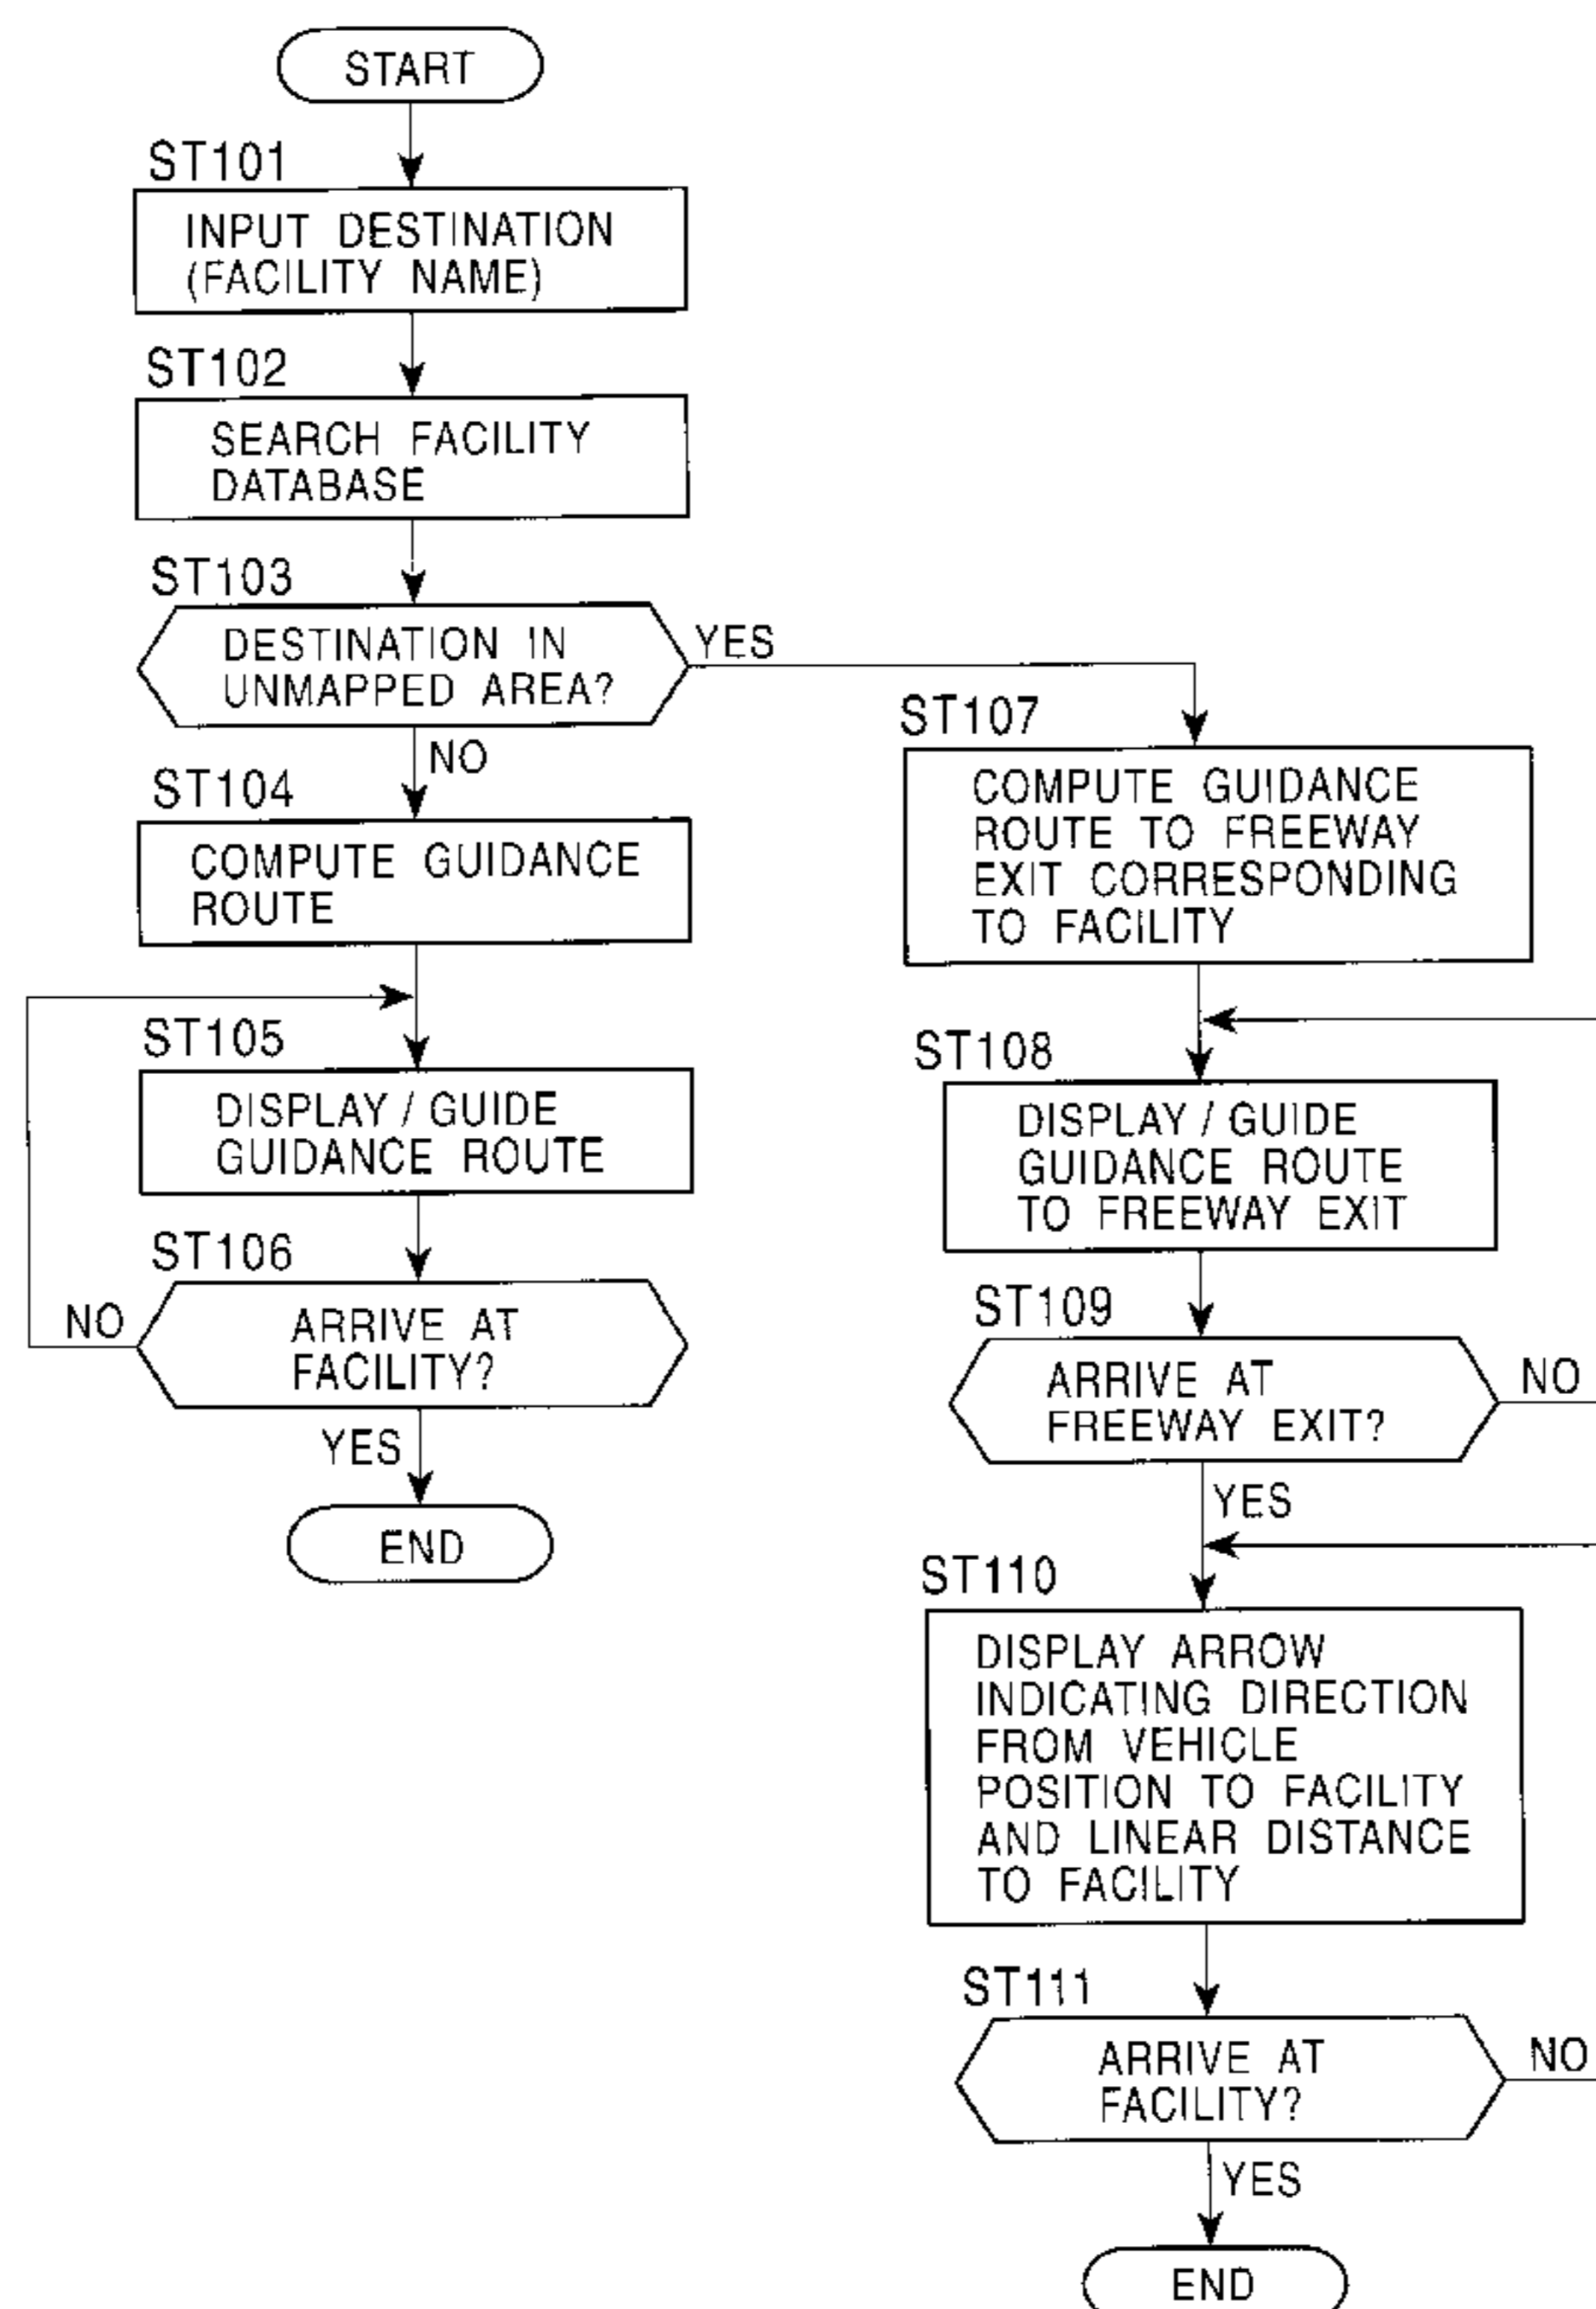 START
ST101
INPUT DESTINATION
(FACILITY NAME)
ST102
SEARCH FACILITY
DATABASE
ST103
DESTINATION IN
UNMAPPED AREA?
YES
NO
ST104
COMPUTE GUIDANCE
ROUTE
ST105
DISPLAY / GUIDE
GUIDANCE ROUTE
ST106
NO
ARRIVE AT
FACILITY?
YES
END
ST107
COMPUTE GUIDANCE
ROUTE TO FREEWAY
EXIT CORRESPONDING
TO FACILITY
ST108
DISPLAY / GUIDE
GUIDANCE ROUTE
TO FREEWAY EXIT
ST109
ARRIVE AT
FREEWAY EXIT?
NO
YES
ST110
DISPLAY ARROW
INDICATING DIRECTION
FROM VEHICLE
POSITION TO FACILITY
AND LINEAR DISTANCE
TO FACILITY
ST111
ARRIVE AT
FACILITY?
NO
YES
END